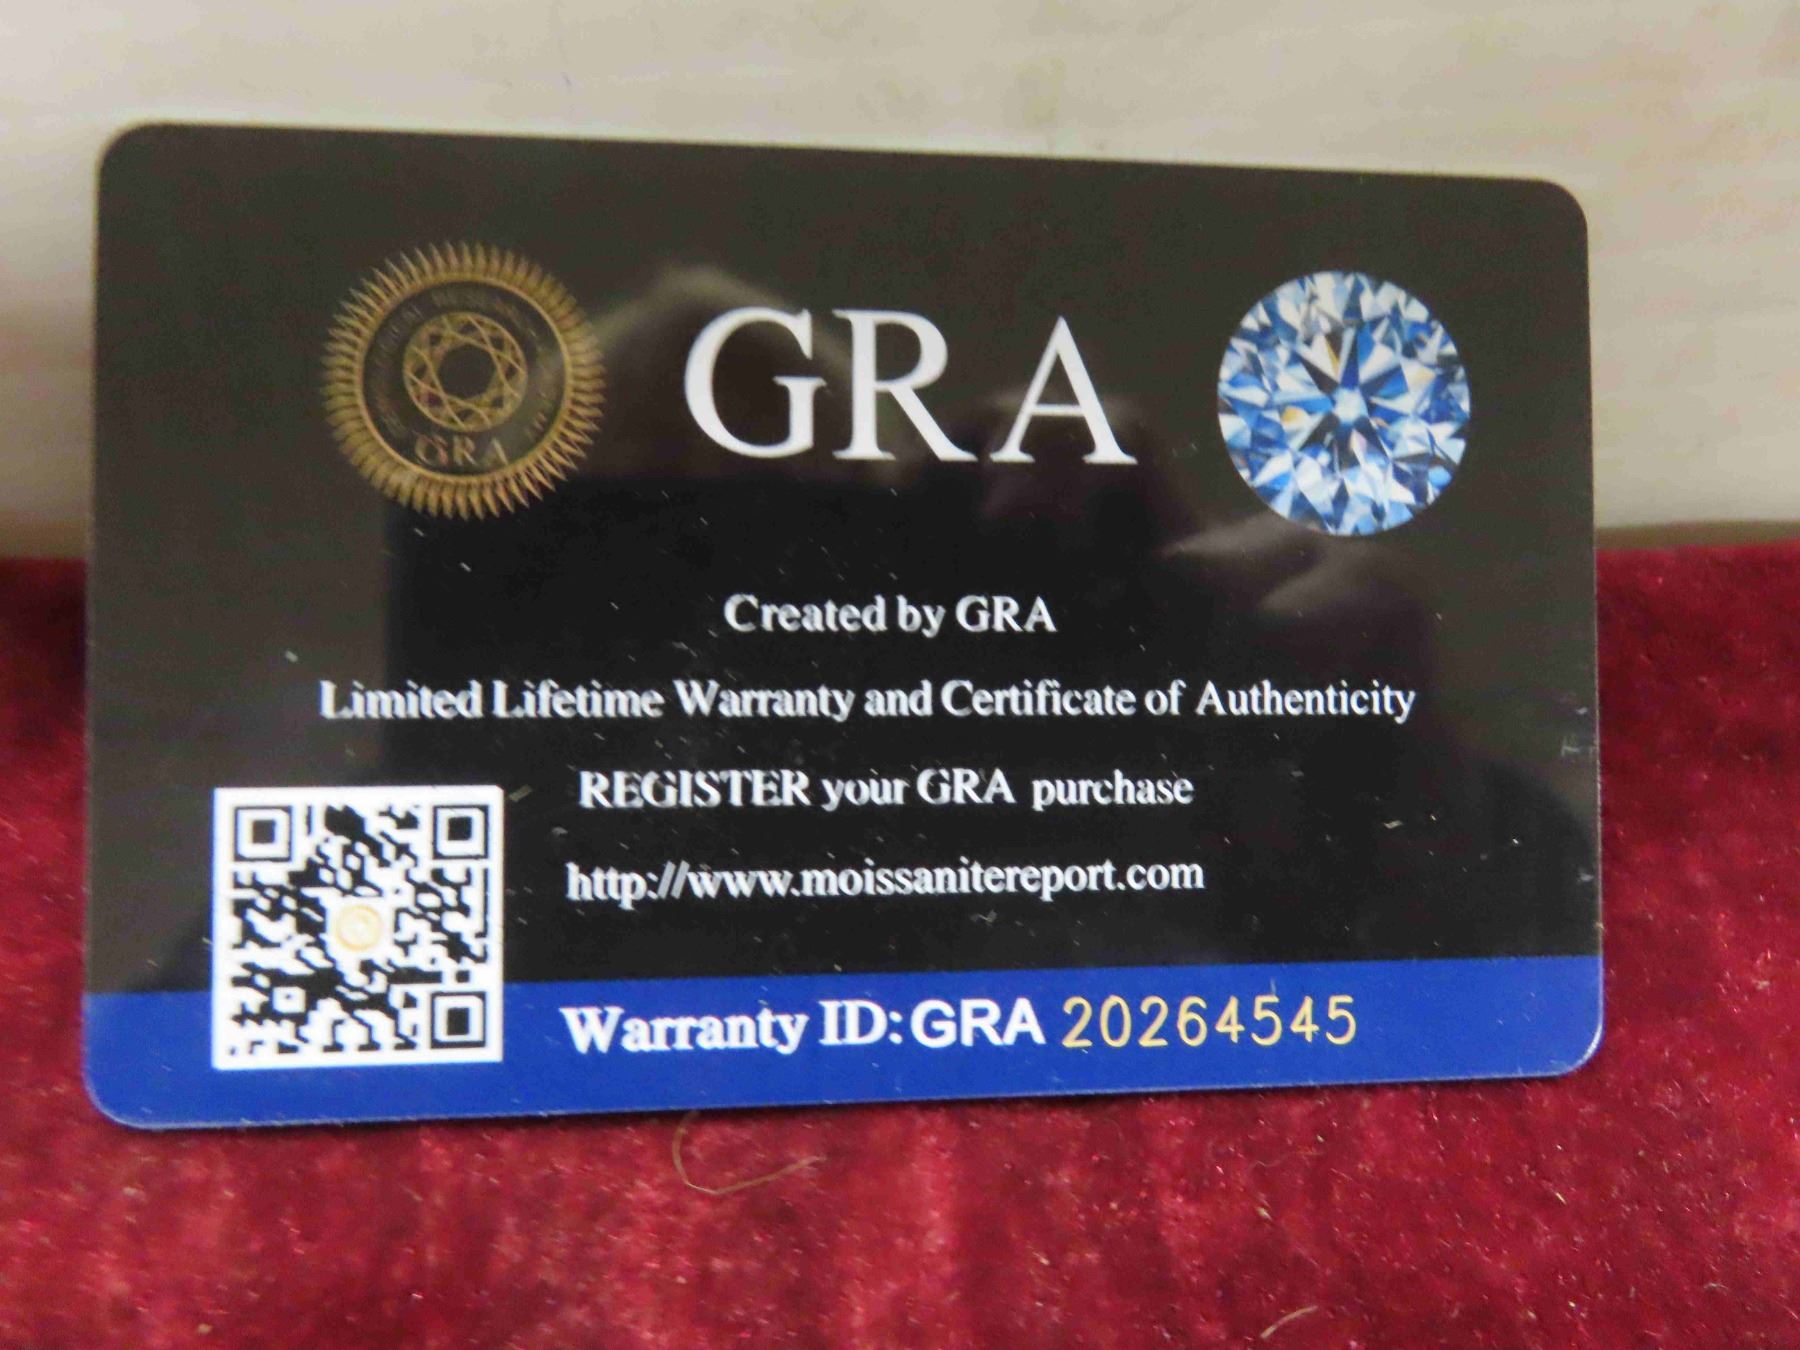 GRA
GRA
Created by GRA
Limited Lifetime Warranty and Certificate of Authenticity
REGISTER your GRA purchase
http://www.moissanitereport.com
Warranty ID:GRA 20264545